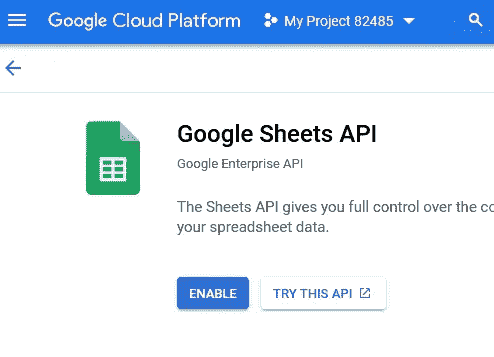 Google Cloud Platform My Project 82485
Google Sheets API
Google Enterprise API
The Sheets API gives you full control over the co
your spreadsheet data.
ENABLE TRY THIS API